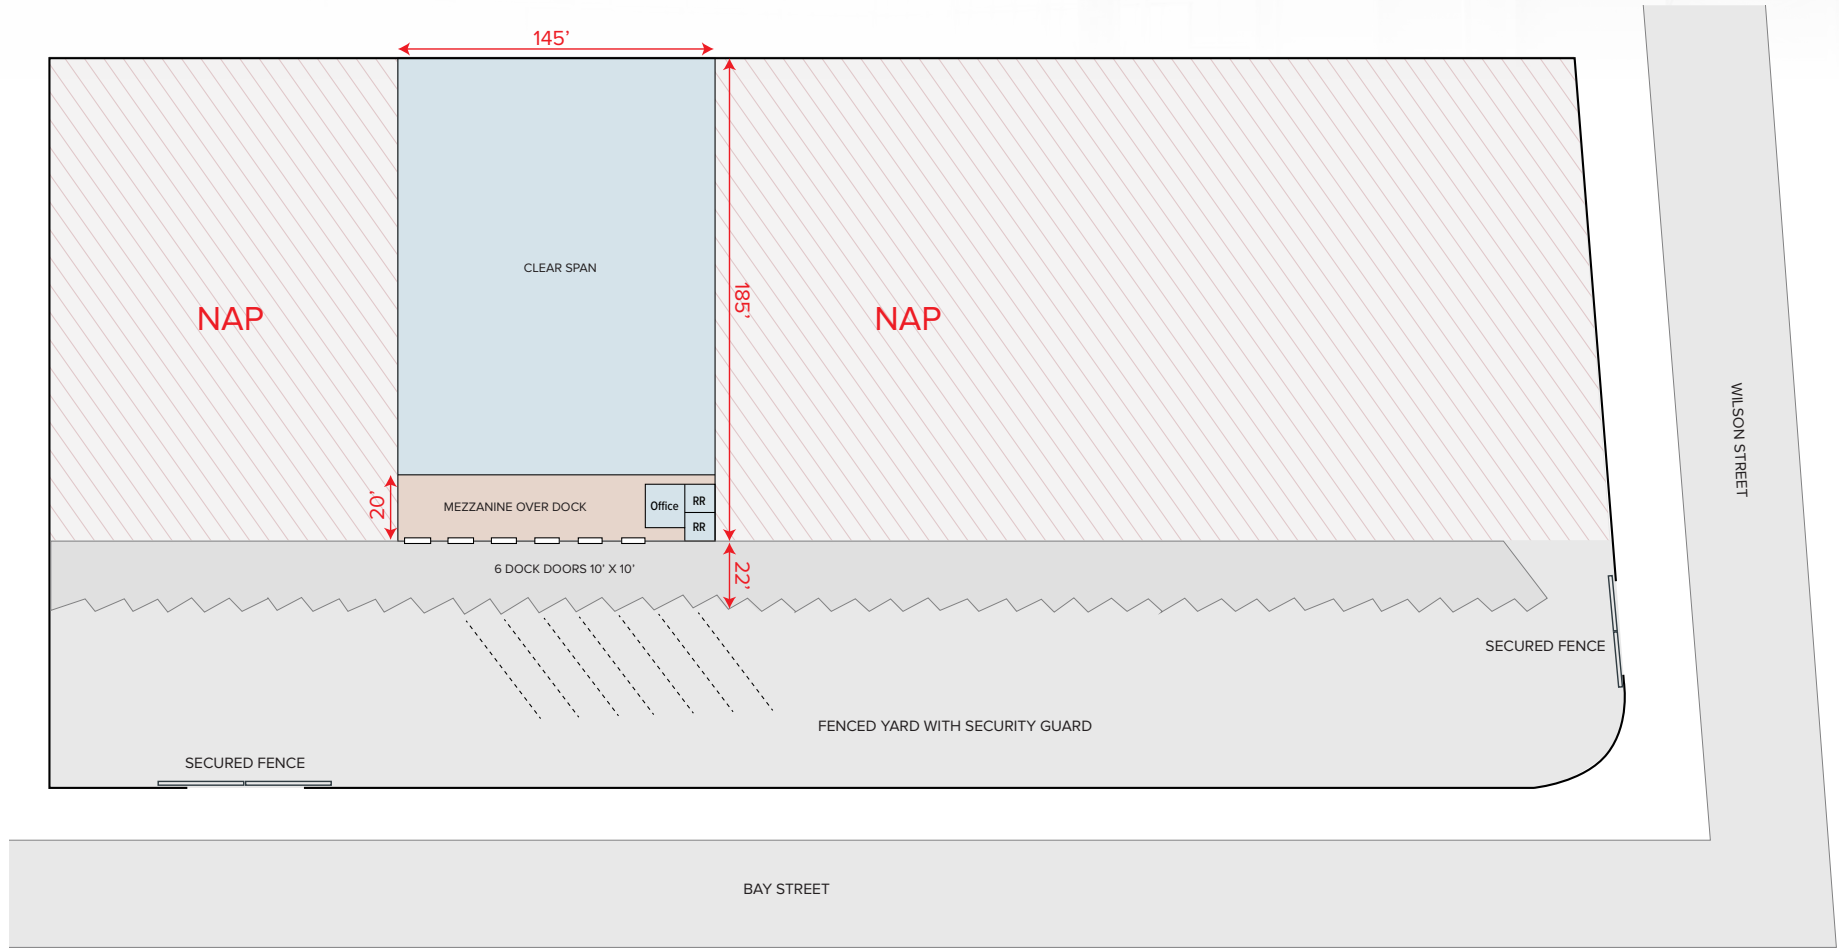 145’
CLEAR SPAN
185’
NAP
NAP
WILSON STREET
20’
MEZZANINE OVER DOCK
Office
RR
RR
6 DOCK DOORS 10’ X 10’
22’
SECURED FENCE
FENCED YARD WITH SECURITY GUARD
SECURED FENCE
BAY STREET